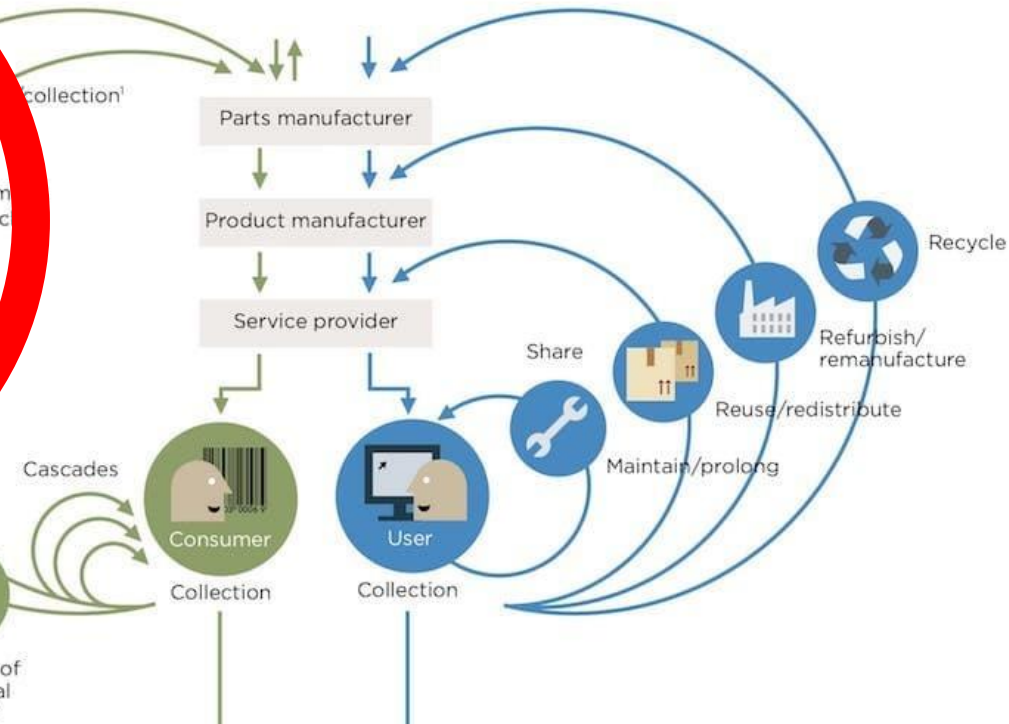 collection¹
Parts manufacturer
Product manufacturer
Recycle
Service provider
Share
Refurbish/
remanufacture
Reuse/redistribute
Cascades
Maintain/prolong
Consumer
User
Collection
Collection
of